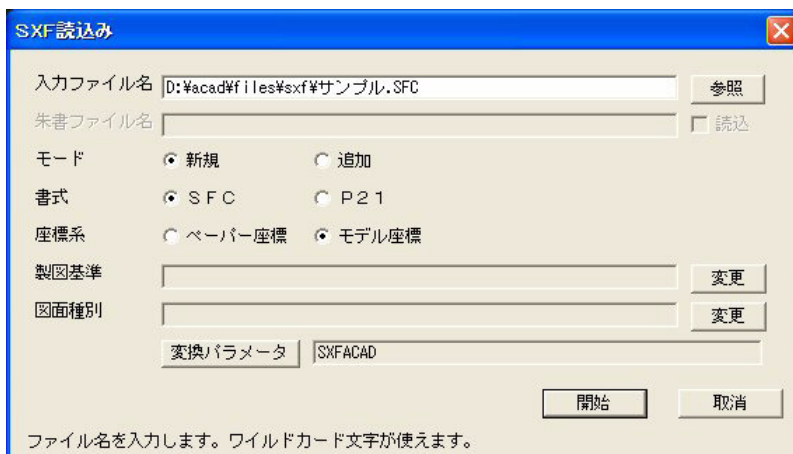 SXF読込み
入力ファイル名 D:¥acad¥files¥sxf¥サンプル.SFC 参照
朱書ファイル名 読込
モード 新規 追加
書式 SFC P21
座標系 ペーパー座標 モデル座標
製図基準 変更
図面種別 変更
変換パラメータ SXFACAD
開始 取消
ファイル名を入力します。ワイルドカード文字が使えます。